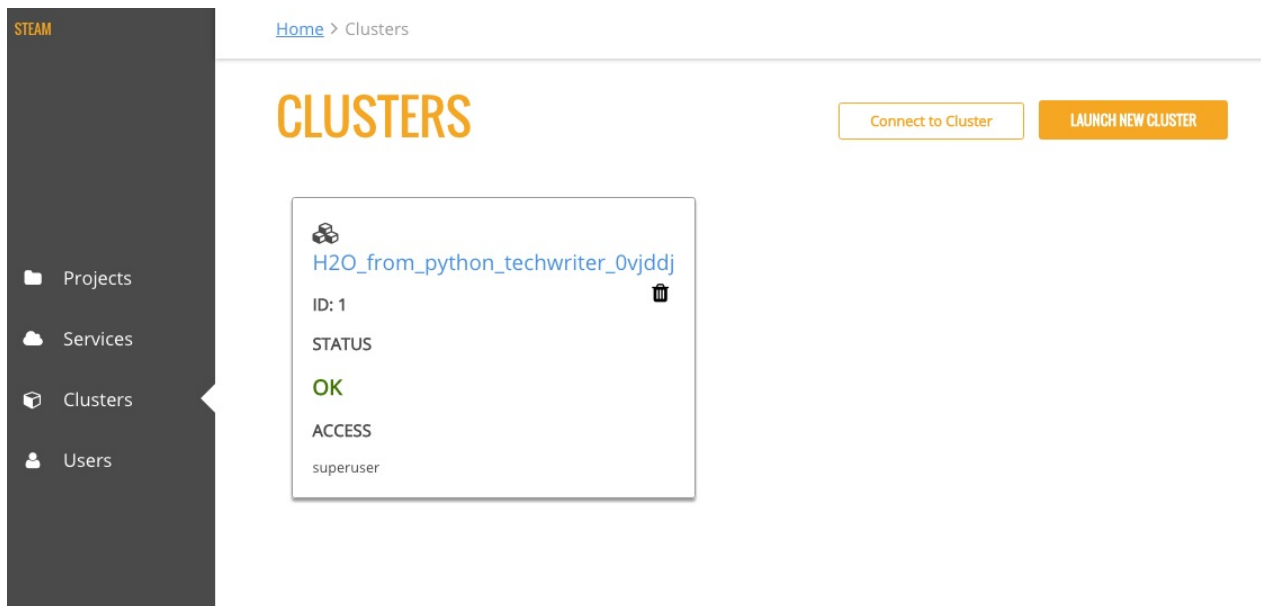 STEAM
Home > Clusters
CLUSTERS
Connect to Cluster
LAUNCH NEW CLUSTER
H2O_from_python_techwriter_0vjddj
ID: 1
STATUS
OK
ACCESS
superuser
Projects
Services
Clusters
Users